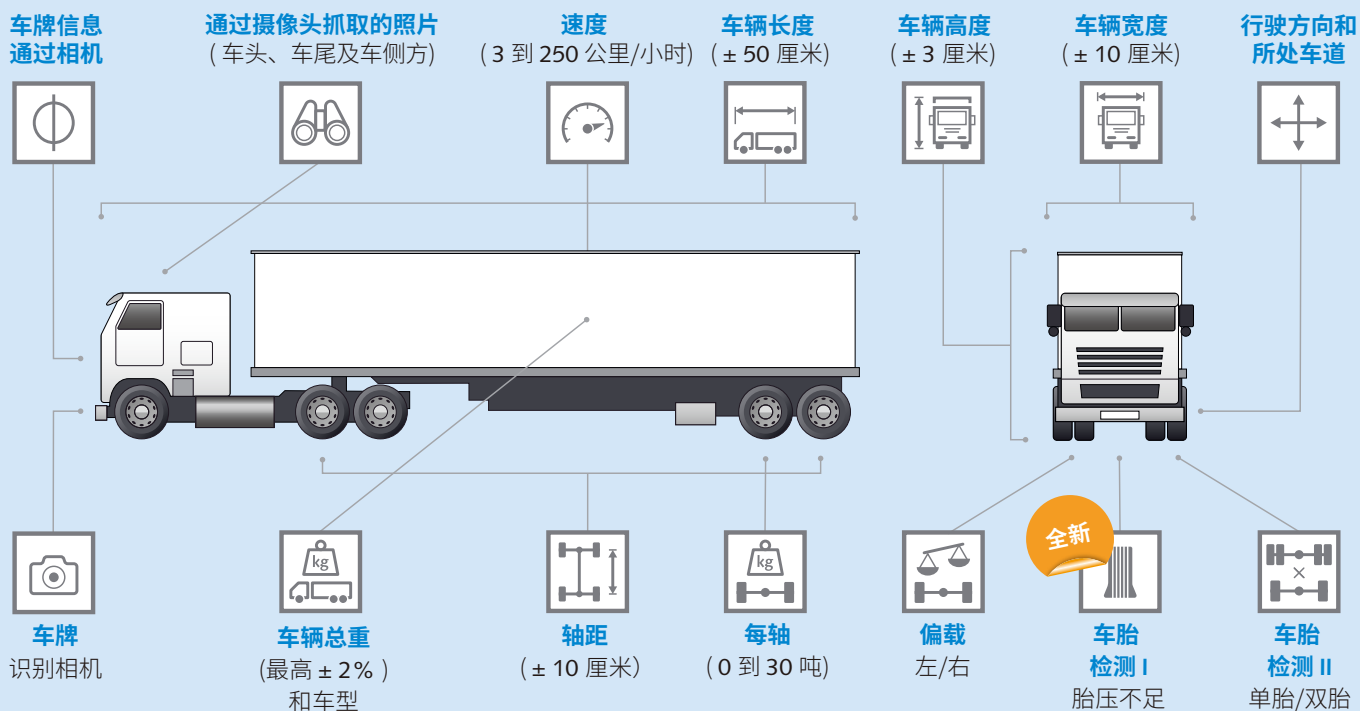 车牌信息
通过相机
通过摄像头抓取的照片
( 车头、车尾及车侧方)
速度
( 3 到 250 公里/小时)
车辆长度
( ± 50 厘米)
车辆高度
( ± 3 厘米)
车辆宽度
( ± 10 厘米)
行驶方向和
所处车道
车牌
识别相机
kg
车辆总重
(最高 ± 2% )
和车型
轴距
( ± 10 厘米）
kg
每轴
( 0 到 30 吨)
偏载
左/右
全新
车胎
检测 I
胎压不足
车胎
检测 II
单胎/双胎